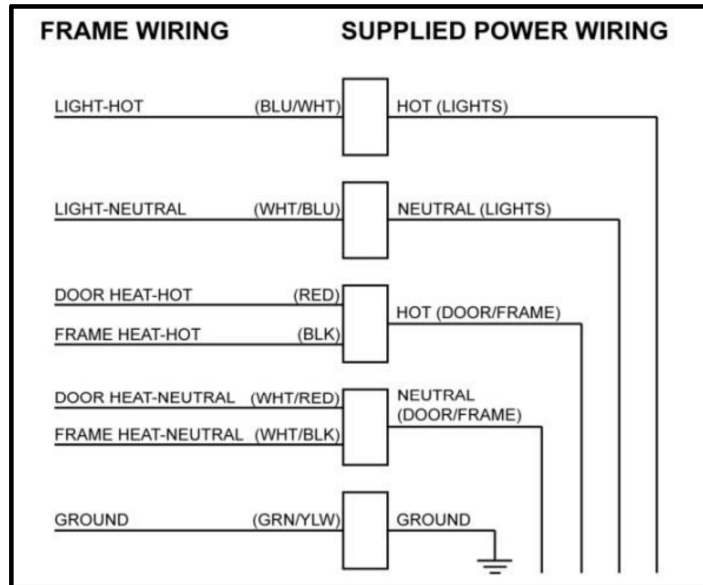 FRAME WIRING SUPPLIED POWER WIRING
LIGHT-HOT (BLU/WHT) HOT (LIGHTS)
LIGHT-NEUTRAL (WHT/BLU) NEUTRAL (LIGHTS)
DOOR HEAT-HOT (RED)
HOT (DOOR/FRAME)
FRAME HEAT-HOT (BLK)
DOOR HEAT-NEUTRAL (WHT/RED) NEUTRAL
(DOOR/FRAME)
FRAME HEAT-NEUTRAL (WHT/BLK)
GROUND (GRN/YLW) GROUND